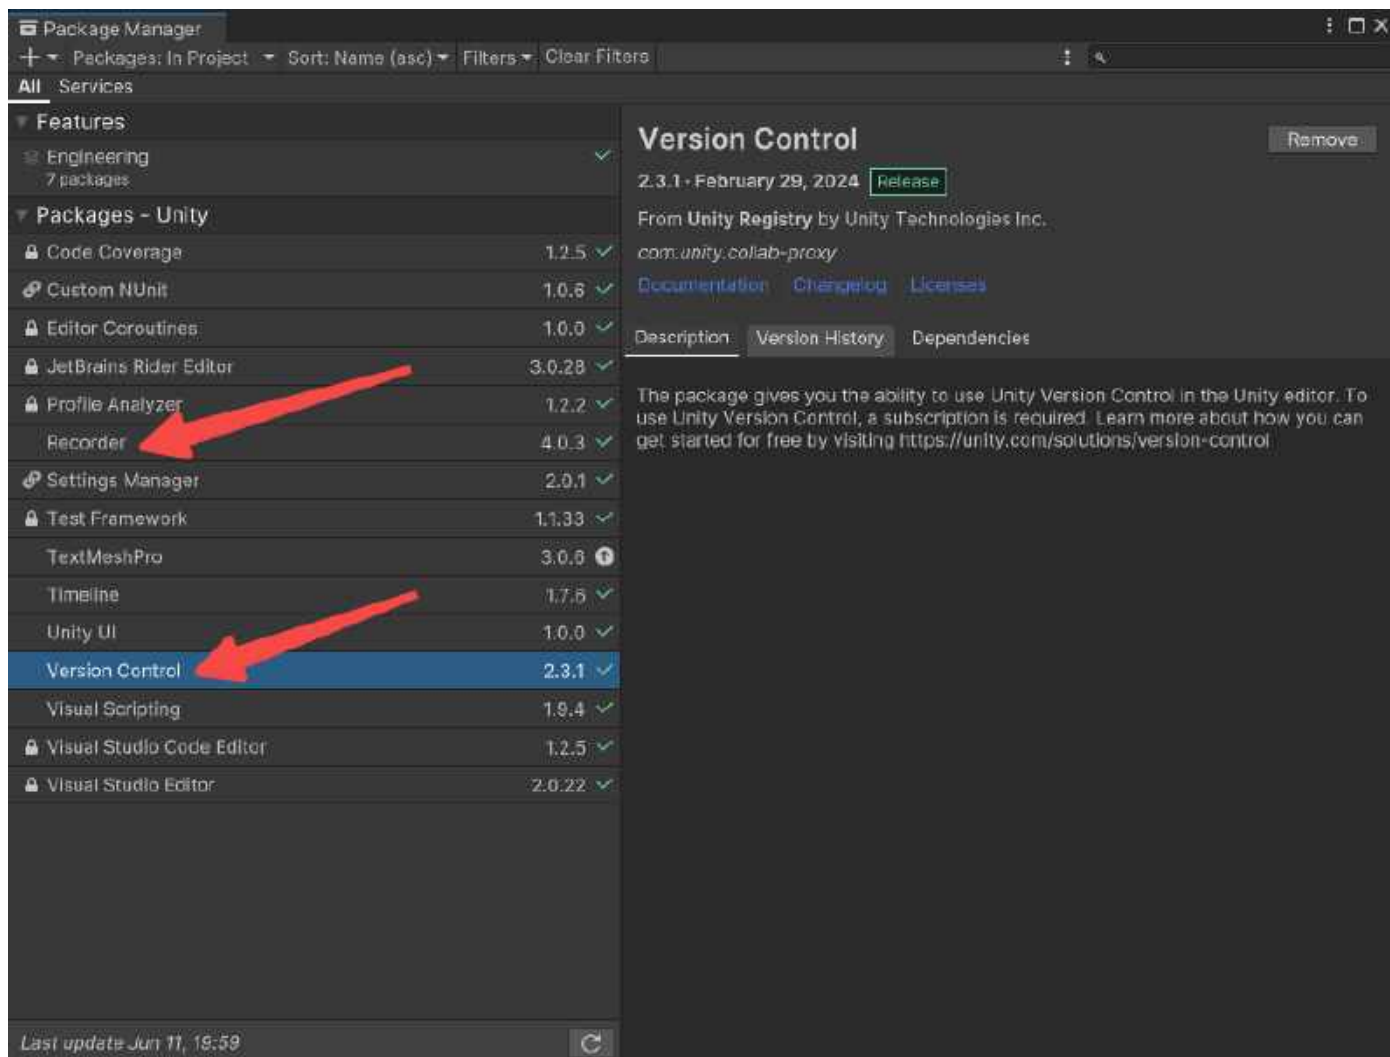 Package Manager
Packages: In Project Sort: Name (asc) Filters Clear Filters
All Services
Features
Engineering
7 packages
Packages - Unity
Code Coverage 1.2.5
Custom NUnit 1.0.6
Editor Coroutines 1.0.0
JetBrains Rider Editor 3.0.28
Profile Analyzer 1.2.2
Recorder 4.0.3
Settings Manager 2.0.1
Test Framework 1.1.33
TextMeshPro 3.0.6
Timeline 1.7.6
Unity UI 1.0.0
Version Control 2.3.1
Visual Scripting 1.9.4
Visual Studio Code Editor 1.2.5
Visual Studio Editor 2.0.22
Last update Jun 11, 19:59
Version Control
Remove
2.3.1 · February 29, 2024 Release
From Unity Registry by Unity Technologies Inc.
com.unity.collab-proxy
Documentation Changelog Licenses
Description Version History Dependencies
The package gives you the ability to use Unity Version Control in the Unity editor. To
use Unity Version Control, a subscription is required. Learn more about how you can
get started for free by visiting https://unity.com/solutions/version-control